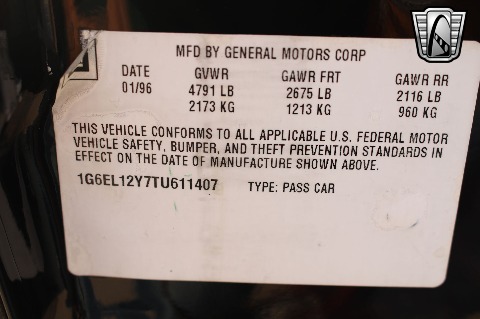 MFD BY GENERAL MOTORS CORP
DATE GVWR GAWR FRT GAWR RR
01/96 4791 LB 2675 LB 2116 LB
2173 KG 1213 KG 960 KG
THIS VEHICLE CONFORMS TO ALL APPLICABLE U.S. FEDERAL MOTOR
VEHICLE SAFETY, BUMPER, AND THEFT PREVENTION STANDARDS IN
EFFECT ON THE DATE OF MANUFACTURE SHOWN ABOVE.
1G6EL12Y7TU611407 TYPE: PASS CAR